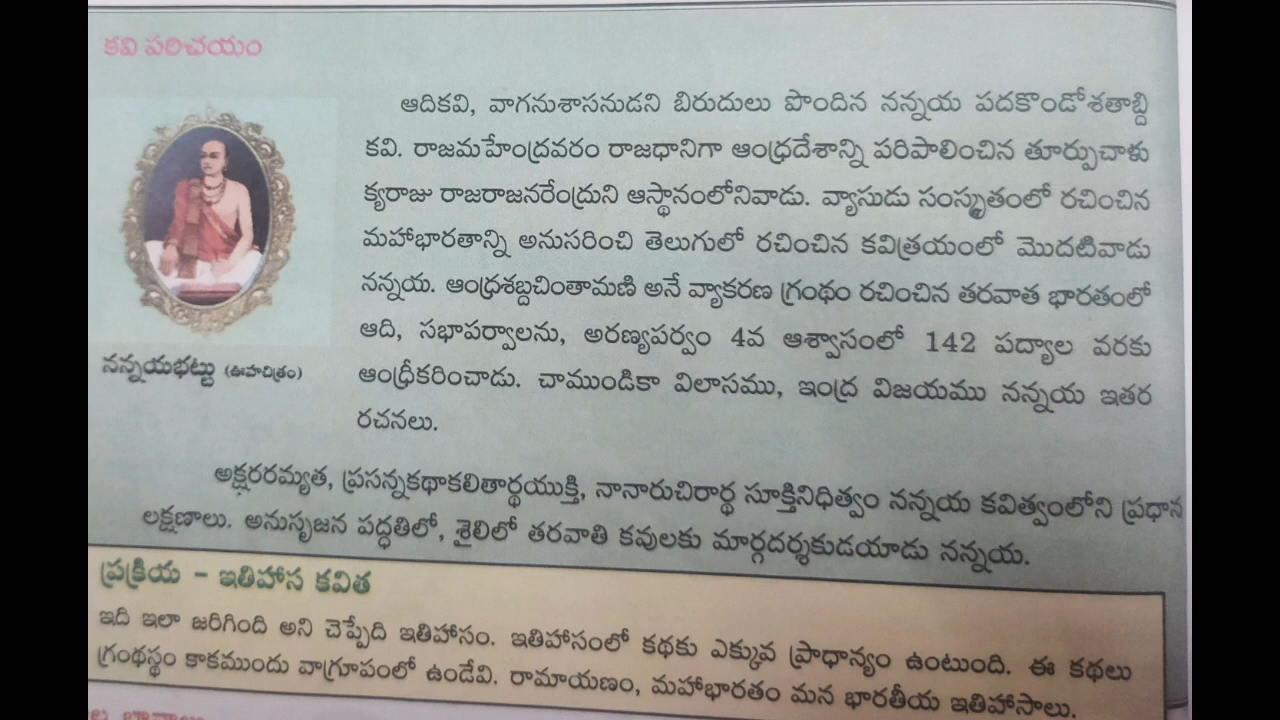 కవి పరిచయం
ఆదికవి, వాగనుశాసనుడని బిరుదులు పొందిన నన్నయ పదకొండోశతాబ్ది
కవి. రాజమహేంద్రవరం రాజధానిగా ఆంధ్రదేశాన్ని పరిపాలించిన తూర్పుచాళు
క్యరాజు రాజరాజనరేంద్రుని ఆస్థానంలోనివాడు. వ్యాసుడు సంస్కృతంలో రచించిన
మహాభారతాన్ని అనుసరించి తెలుగులో రచించిన కవిత్రయంలో మొదటివాడు
నన్నయ. ఆంధ్రశబ్దచింతామణి అనే వ్యాకరణ గ్రంథం రచించిన తరవాత భారతంలో
ఆది, సభాపర్వాలను, అరణ్యపర్వం 4వ ఆశ్వాసంలో 142 పద్యాల వరకు
ఆంధ్రీకరించాడు. చాముండికా విలాసము, ఇంద్ర విజయము నన్నయ ఇతర
రచనలు.
నన్నయభట్టు (ఊహాచిత్రం)
అక్షరరమ్యత, ప్రసన్నకథాకలితార్థయుక్తి, నానారుచిరార్థ సూక్తినిధిత్వం నన్నయ కవిత్వంలోని ప్రధాన
లక్షణాలు. అనుసృజన పద్ధతిలో, శైలిలో తరవాతి కవులకు మార్గదర్శకుడయాడు నన్నయ.
ప్రక్రియ - ఇతిహాస కవిత
ఇది ఇలా జరిగింది అని చెప్పేది ఇతిహాసం. ఇతిహాసంలో కథకు ఎక్కువ ప్రాధాన్యం ఉంటుంది. ఈ కథలు
గ్రంథస్థం కాకముందు వాగ్రూపంలో ఉండేవి. రామాయణం, మహాభారతం మన భారతీయ ఇతిహాసాలు.